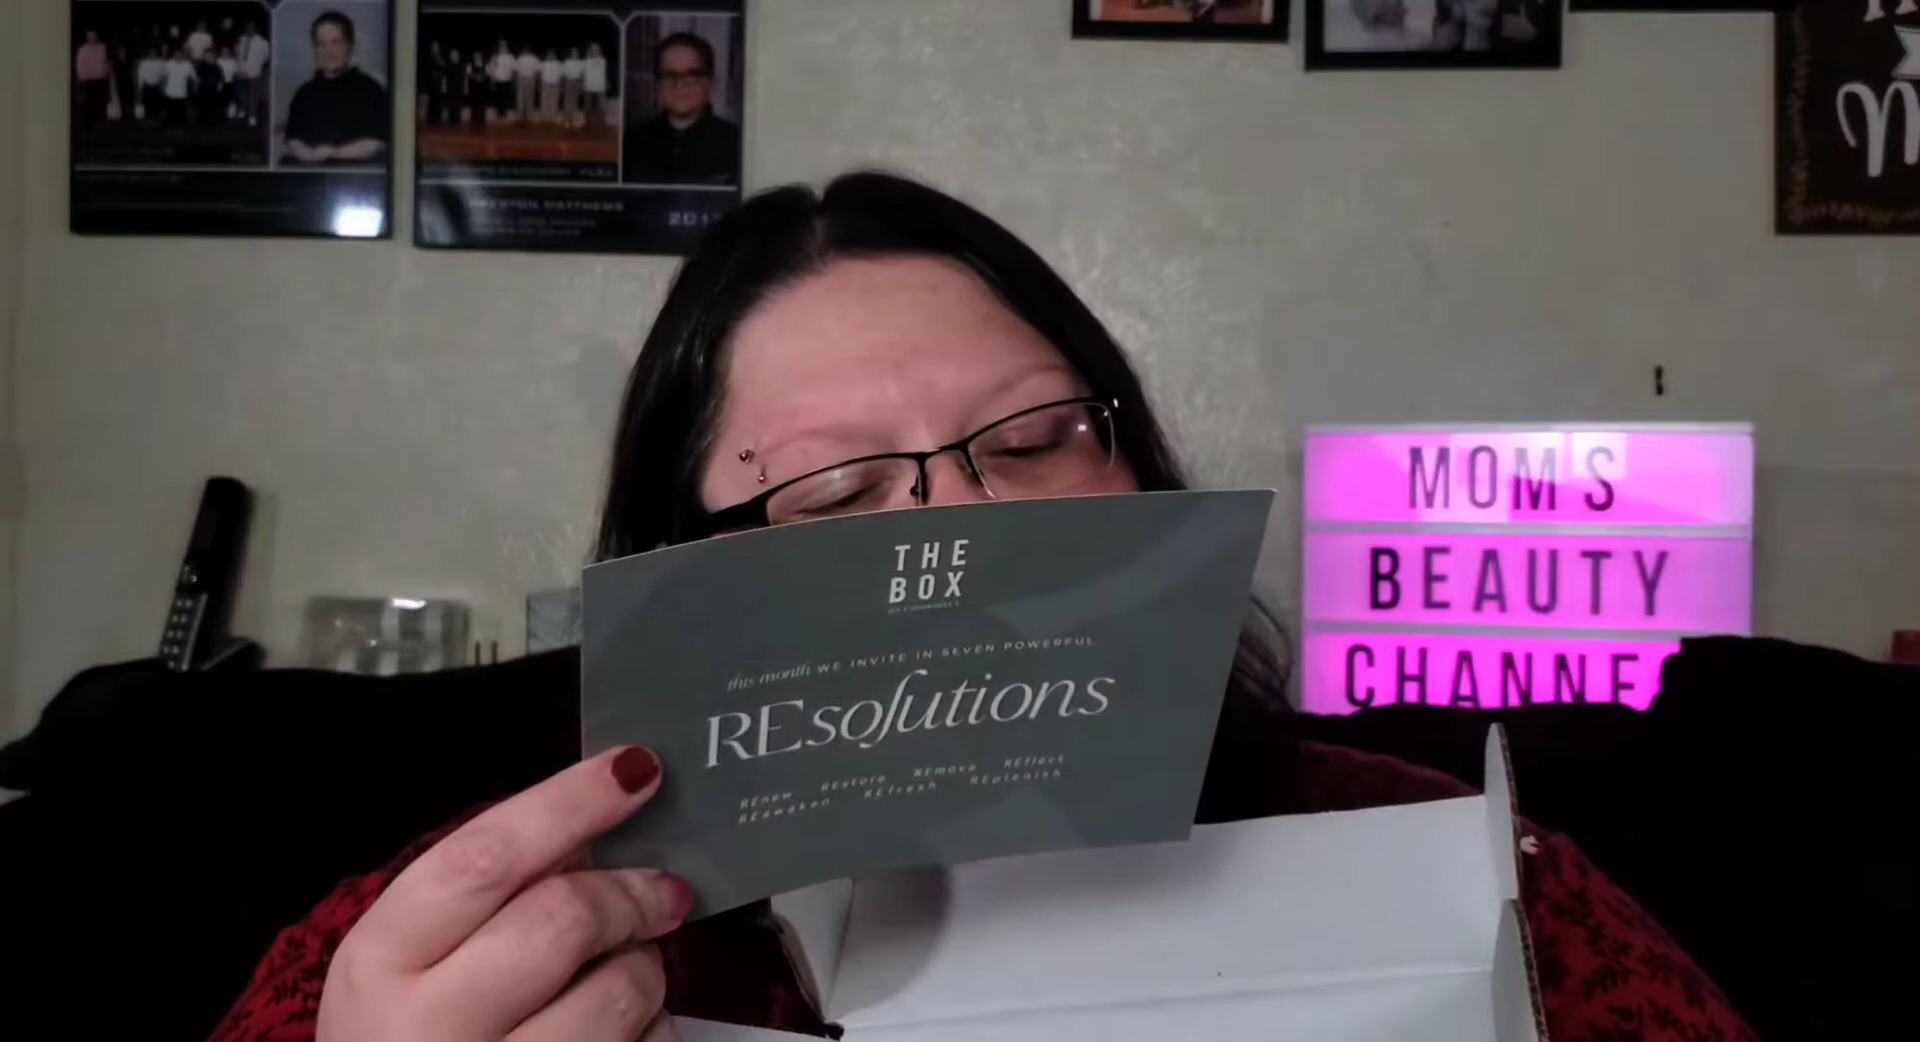 PRESTON MATTHEWS
201
M
MOMS
BEAUTY
CHANNE
THE
BOX
this month WE INVITE IN SEVEN POWERFUL
REsolutions
REnew REstore REmove REflect
REawaken REfresh REplenish